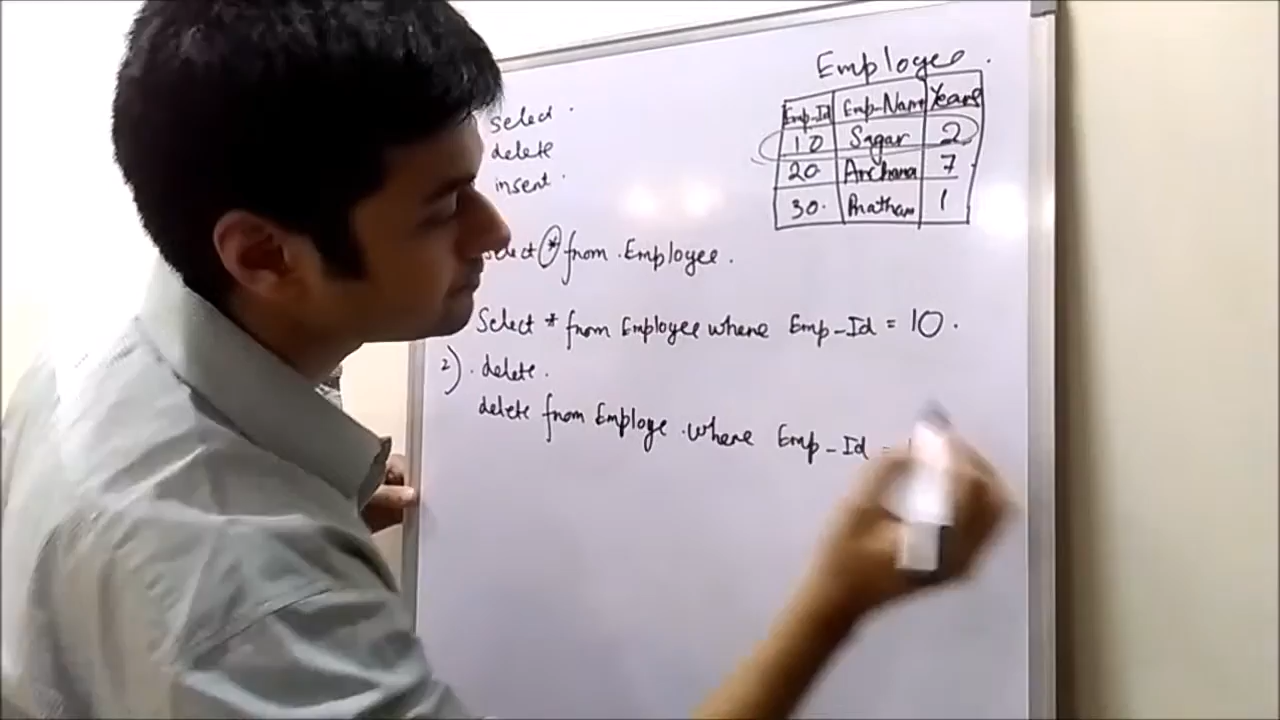 Employee.
Emp-Id Emp-Name Years
10 Sagar 2
20 Archana 7
30. Pratham 1
select .
delete
insert .
select * from .Employee .
Select * from Employee where Emp-Id = 10 .
2) . delete .
delete from Employe .where Emp-Id =